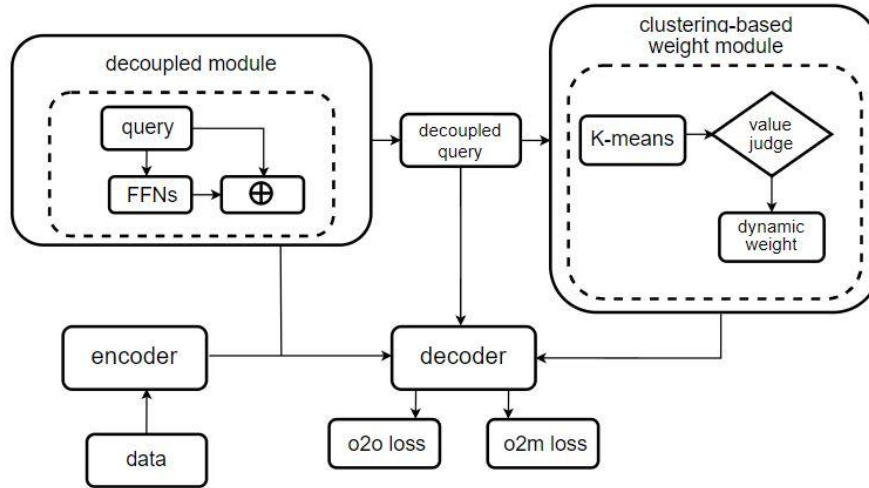 decoupled module
query
FFNs
decoupled
query
clustering-based
weight module
K-means
value
judge
dynamic
weight
encoder
decoder
data
o2o loss
o2m loss